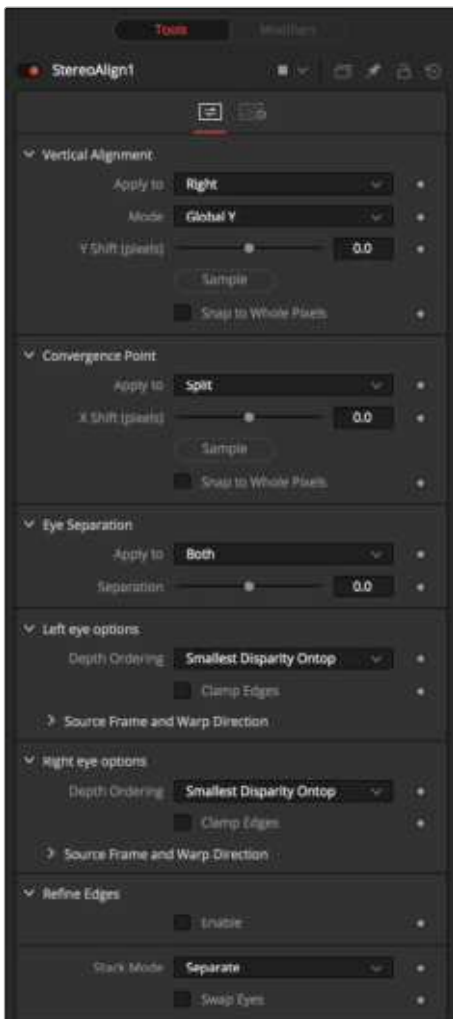 Tools Modifiers
StereoAlign1
Vertical Alignment
Apply to Right
Mode Global Y
Y Shift (pixels) 0.0
Sample
Snap to Whole Pixels
Convergence Point
Apply to Split
X Shift (pixels) 0.0
Sample
Snap to Whole Pixels
Eye Separation
Apply to Both
Separation 0.0
Left eye options
Depth Ordering Smallest Disparity Ontop
Clamp Edges
Source Frame and Warp Direction
Right eye options
Depth Ordering Smallest Disparity Ontop
Clamp Edges
Source Frame and Warp Direction
Refine Edges
Enable
Stack Mode Separate
Swap Eyes